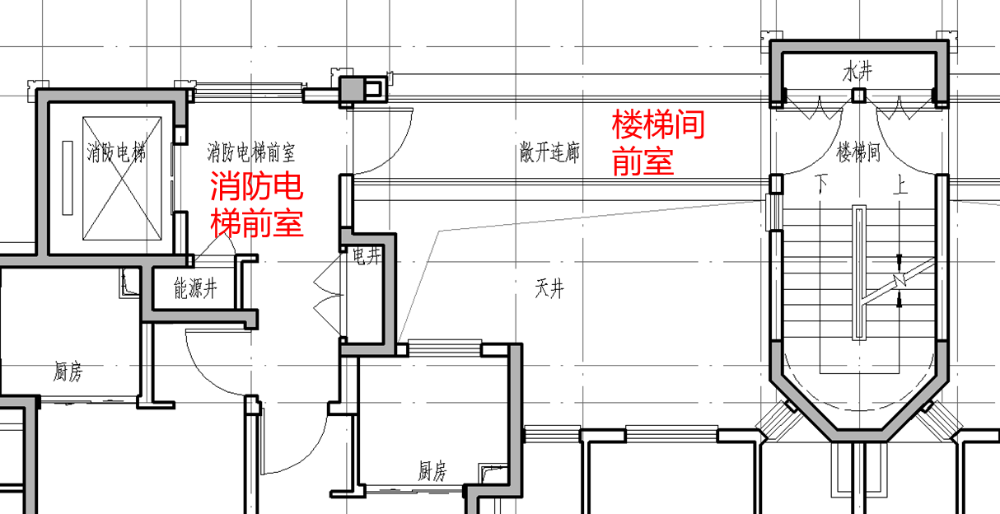 水井
楼梯间
前室
消防电梯
消防电梯前室
敞开连廊
楼梯间
消防电
梯前室
下
上
电井
能源井
天井
厨房
厨房